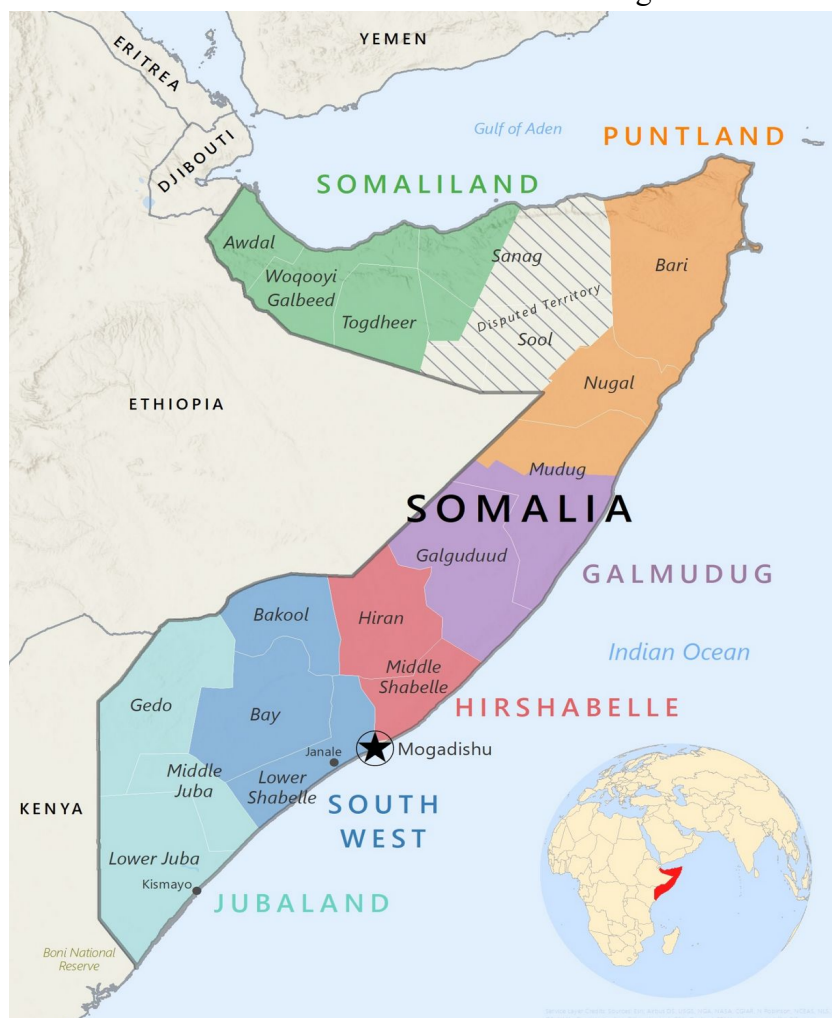 YEMEN
ERITREA
Gulf of Aden
PUNTLAND
DJIBOUTI
SOMALILAND
Awdal
Sanag
Bari
Woqooyi
Galbeed
Disputed Territory
Togdheer
Sool
Nugal
ETHIOPIA
Mudug
SOMALIA
Galguduud
GALMUDUG
Bakool
Hiran
Indian Ocean
Middle
Shabelle
Gedo
HIRSHABELLE
Bay
Mogadishu
Janale
Middle
Juba
Lower
Shabelle
SOUTH
WEST
KENYA
Lower Juba
Kismayo
JUBALAND
Boni National
Reserve